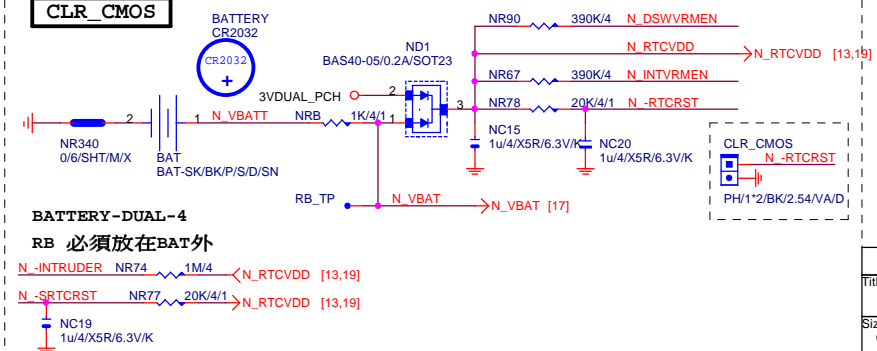 CLR_CMOS
BATTERY
CR2032
CR2032
+
ND1
BAS40-05/0.2A/SOT23
3VDUAL_PCH
2
1
3
NR90 390K/4 N_DSWVRMEN
N_RTCVDD N_RTCVDD [13,19]
NR67 390K/4 N_INTVRMEN
NR78 20K/4/1 N_-RTCRST
2
1 N_VBATT NRB 1K/4/1
NR340
0/6/SHT/M/X
BAT
BAT-SK/BK/P/S/D/SN
NC15
1u/4/X5R/6.3V/K
NC20
1u/4/X5R/6.3V/K
CLR_CMOS
N_-RTCRST
PH/1*2/BK/2.54/VA/D
RB_TP N_VBAT N_VBAT [17]
BATTERY-DUAL-4
RB 必須放在BAT外
N_-INTRUDER NR74 1M/4 N_RTCVDD [13,19]
N_-SRTCRST NR77 20K/4/1 N_RTCVDD [13,19]
NC19
1u/4/X5R/6.3V/K